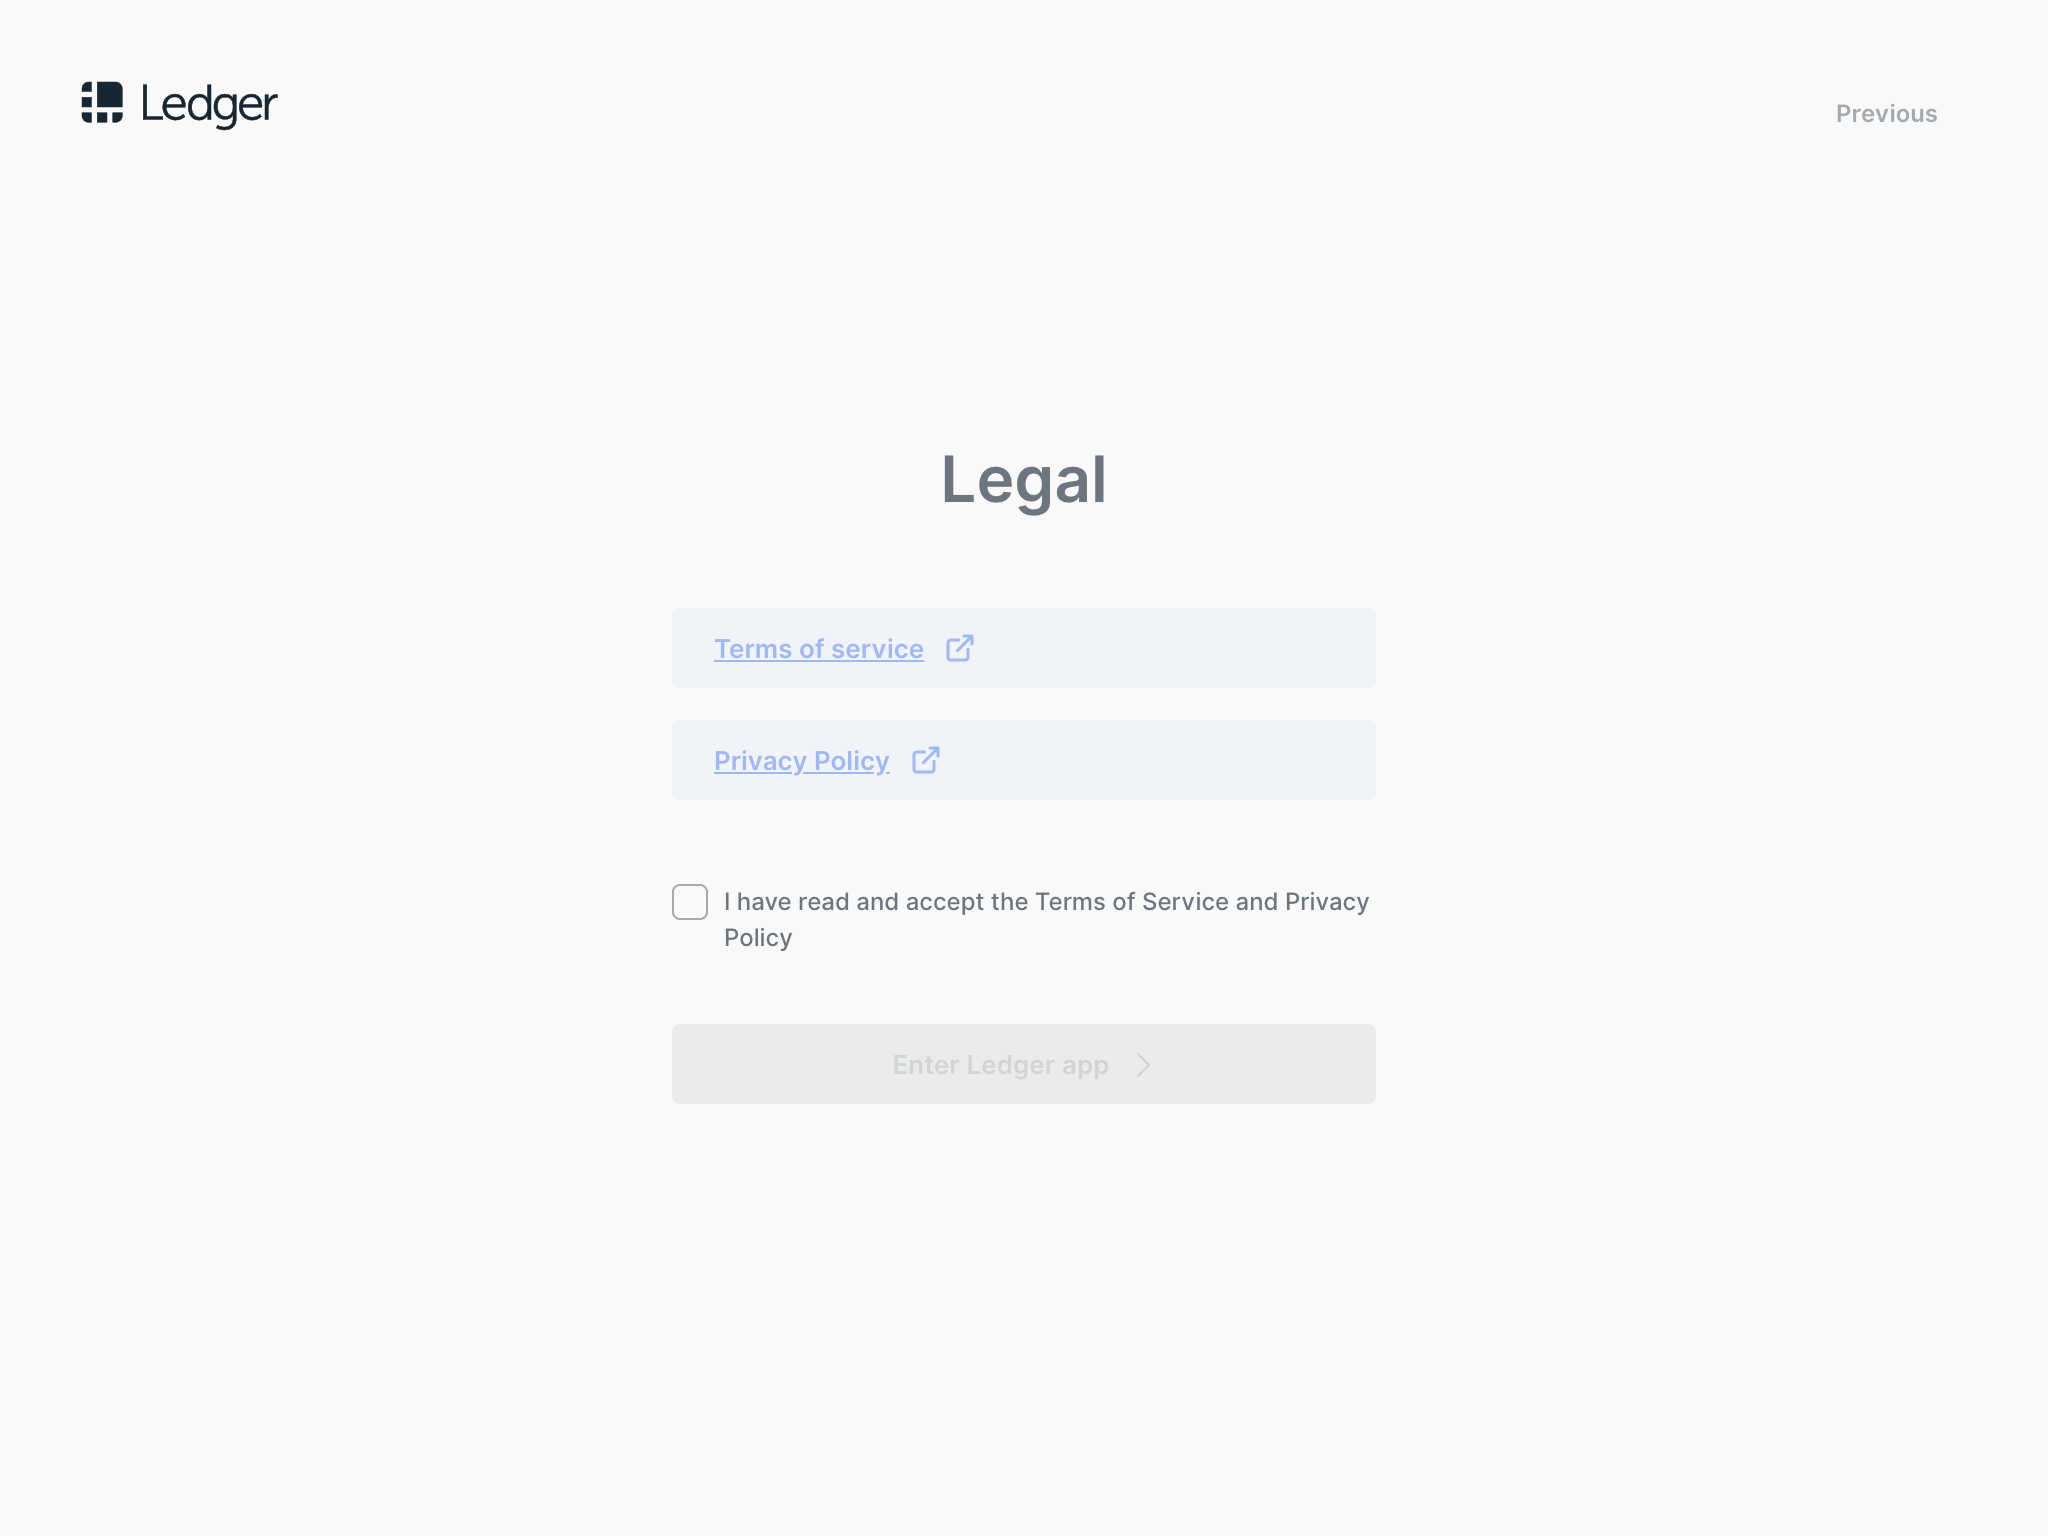 Ledger
Previous
Legal
Terms of service
Privacy Policy
I have read and accept the Terms of Service and Privacy
Policy
Enter Ledger app